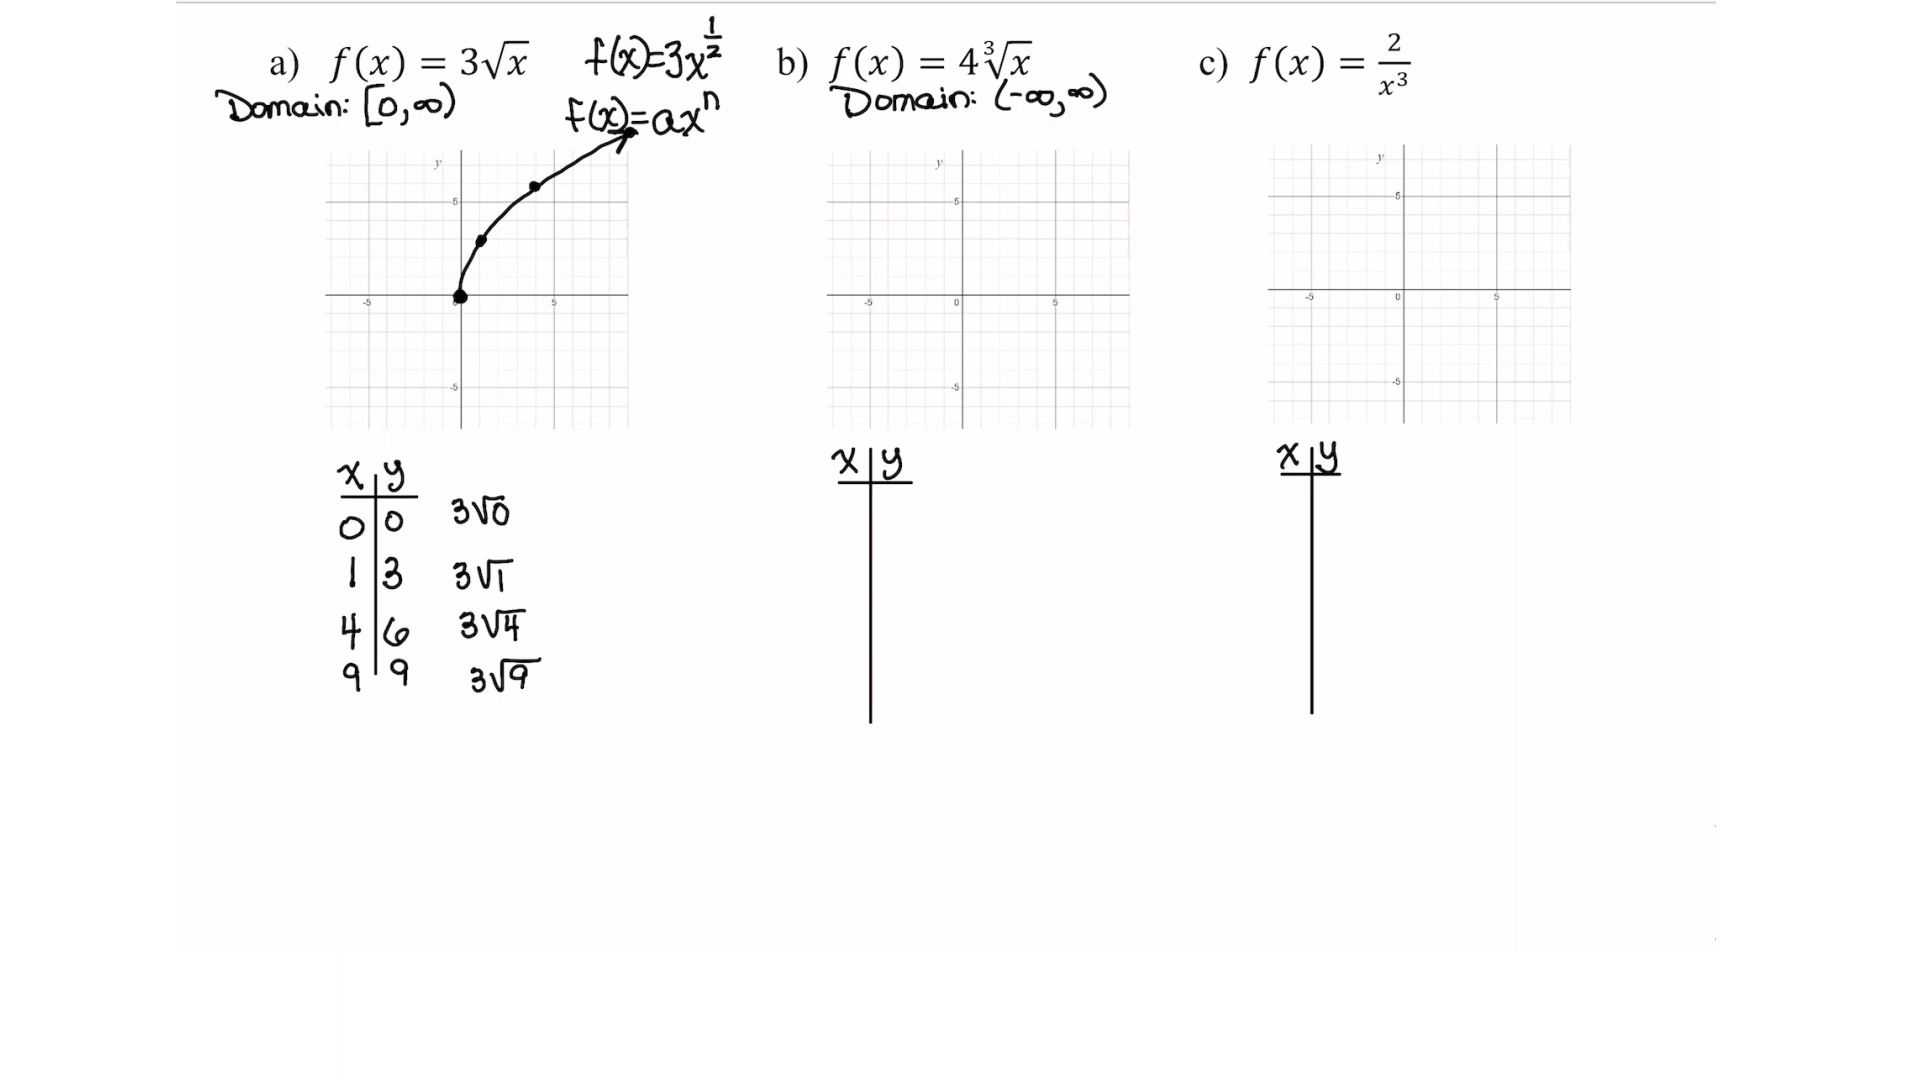 a) f(x) = 3√x f(x)=3x^{1/2}
Domain: [0,∞)
f(x)=ax^n
y
5
-5 0 5
-5
x y
0 0 3√0
1 3 3√1
4 6 3√4
9 9 3√9
b) f(x) = 4∛x
Domain: (-∞,∞)
y
5
-5 0 5
-5
x y
c) f(x) = 2/x³
y
5
-5 0 5
-5
x y